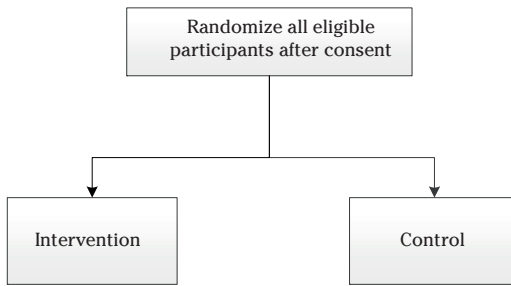 Randomize all eligible
participants after consent
Intervention
Control